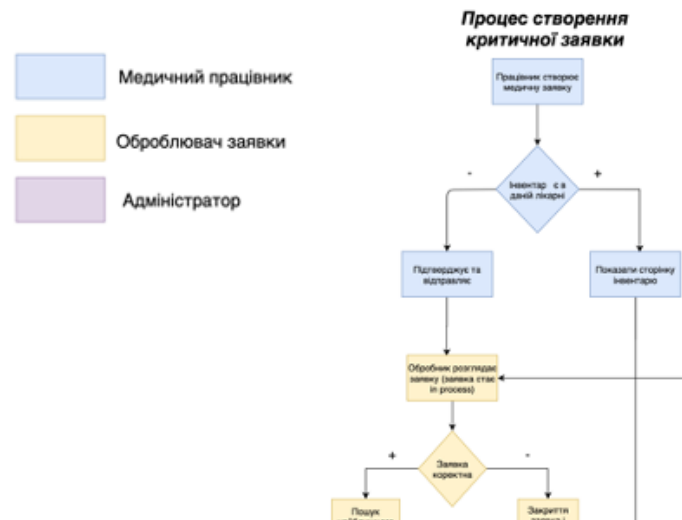 Процес створення
критичної заявки
Медичний працівник
Оброблювач заявки
Адміністратор
Працівник створює
медичну заявку
-
+
Інвентар є в
даній лікарні
Підтверджує та
відправляє
Показати сторінку
інвентарю
Обробник розглядає
заявку (заявка стає
in process)
+
-
Заявка
коректна
Пошук
Закриття